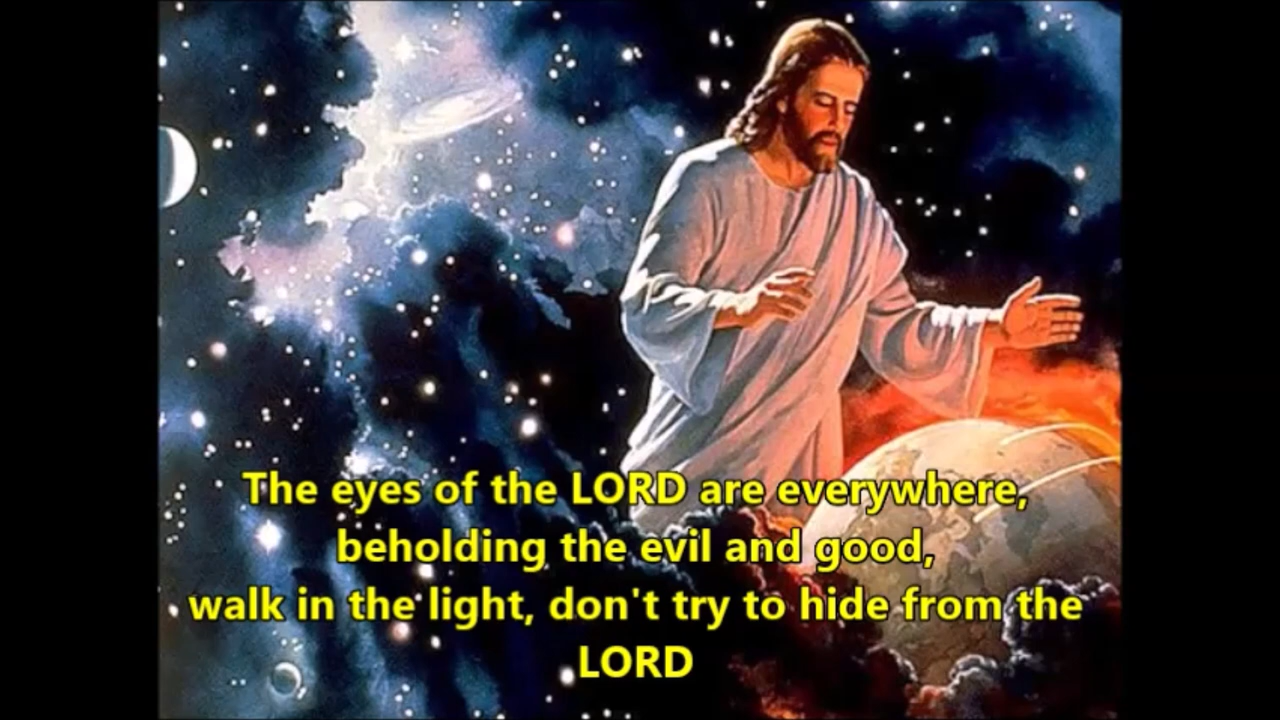 The eyes of the LORD are everywhere,
beholding the evil and good,
walk in the light, don't try to hide from the
LORD